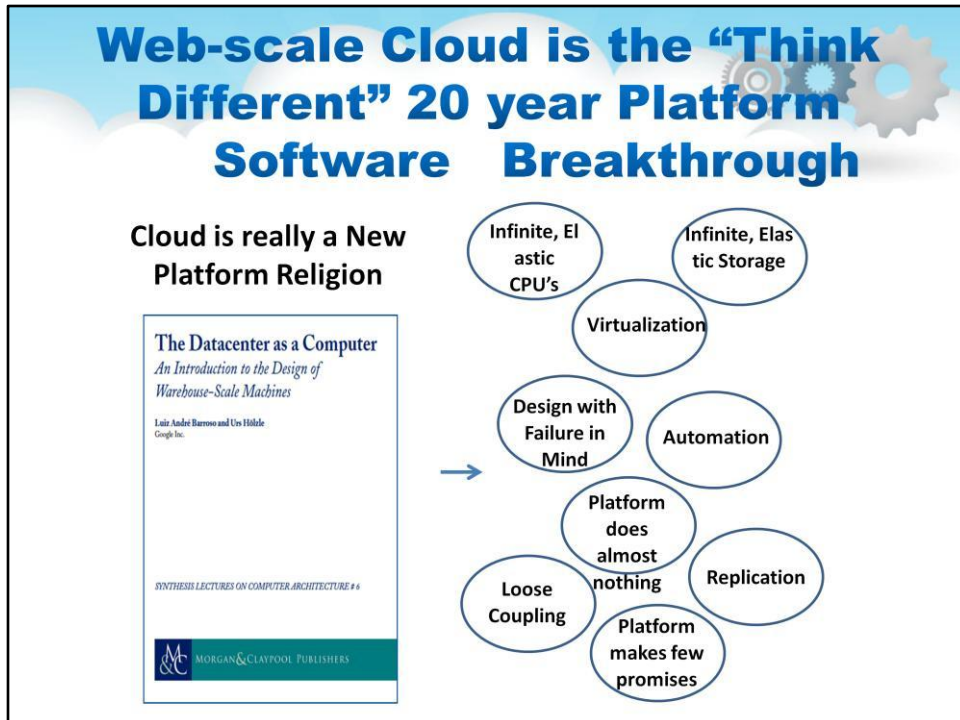 Web-scale Cloud is the “Think
Different” 20 year Platform
Software Breakthrough
Cloud is really a New
Platform Religion
The Datacenter as a Computer
An Introduction to the Design of
Warehouse-Scale Machines
Luiz André Barroso and Urs Hölzle
Google Inc.
SYNTHESIS LECTURES ON COMPUTER ARCHITECTURE # 6
M&C MORGAN & CLAYPOOL PUBLISHERS
Infinite, El
astic
CPU’s
Infinite, Elas
tic Storage
Virtualization
Design with
Failure in
Mind
Automation
Platform
does
almost
nothing
Replication
Loose
Coupling
Platform
makes few
promises